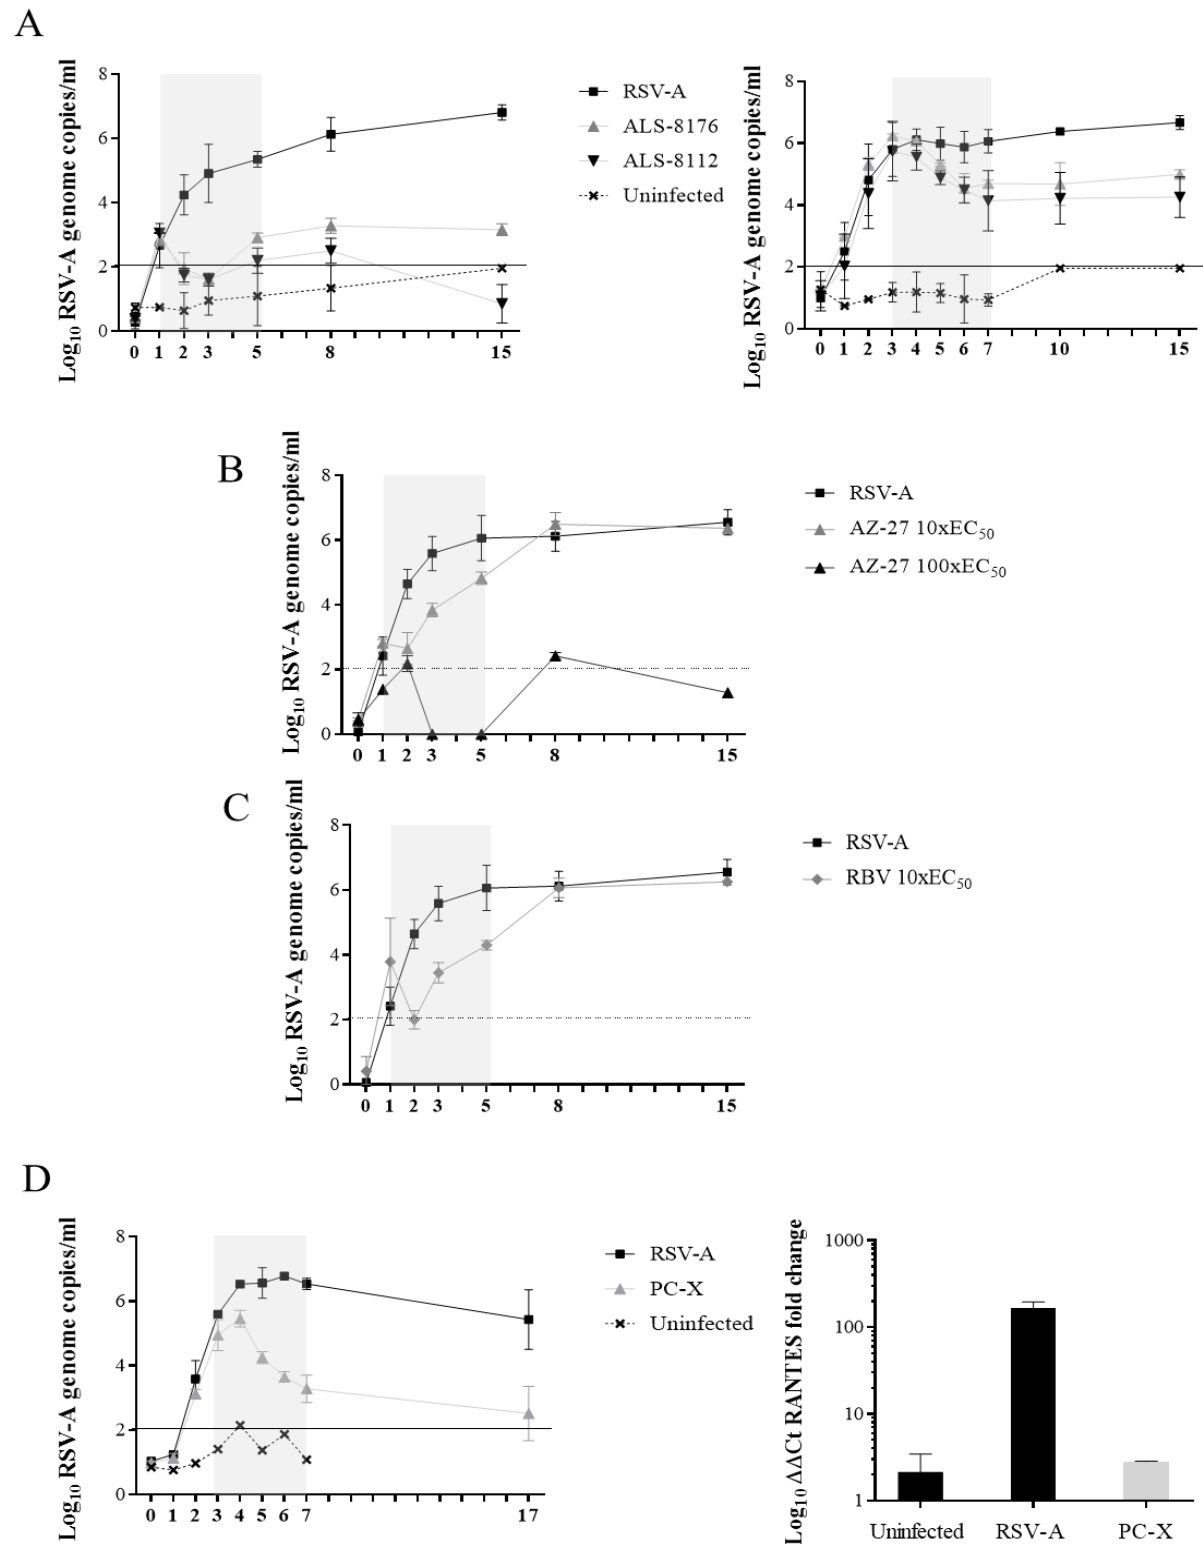 A
Log10 RSV-A genome copies/ml
8
6
4
2
0
0 1 2 3 5 8 15
RSV-A
ALS-8176
ALS-8112
Uninfected
Log10 RSV-A genome copies/ml
8
6
4
2
0
0 1 2 3 4 5 6 7 10 15
B
Log10 RSV-A genome copies/ml
8
6
4
2
0
0 1 2 3 5 8 15
RSV-A
AZ-27 10xEC50
AZ-27 100xEC50
C
Log10 RSV-A genome copies/ml
8
6
4
2
0
0 1 2 3 5 8 15
RSV-A
RBV 10xEC50
D
Log10 RSV-A genome copies/ml
8
6
4
2
0
0 1 2 3 4 5 6 7 17
RSV-A
PC-X
Uninfected
Log10 ΔΔCt RANTES fold change
1000
100
10
1
Uninfected RSV-A PC-X